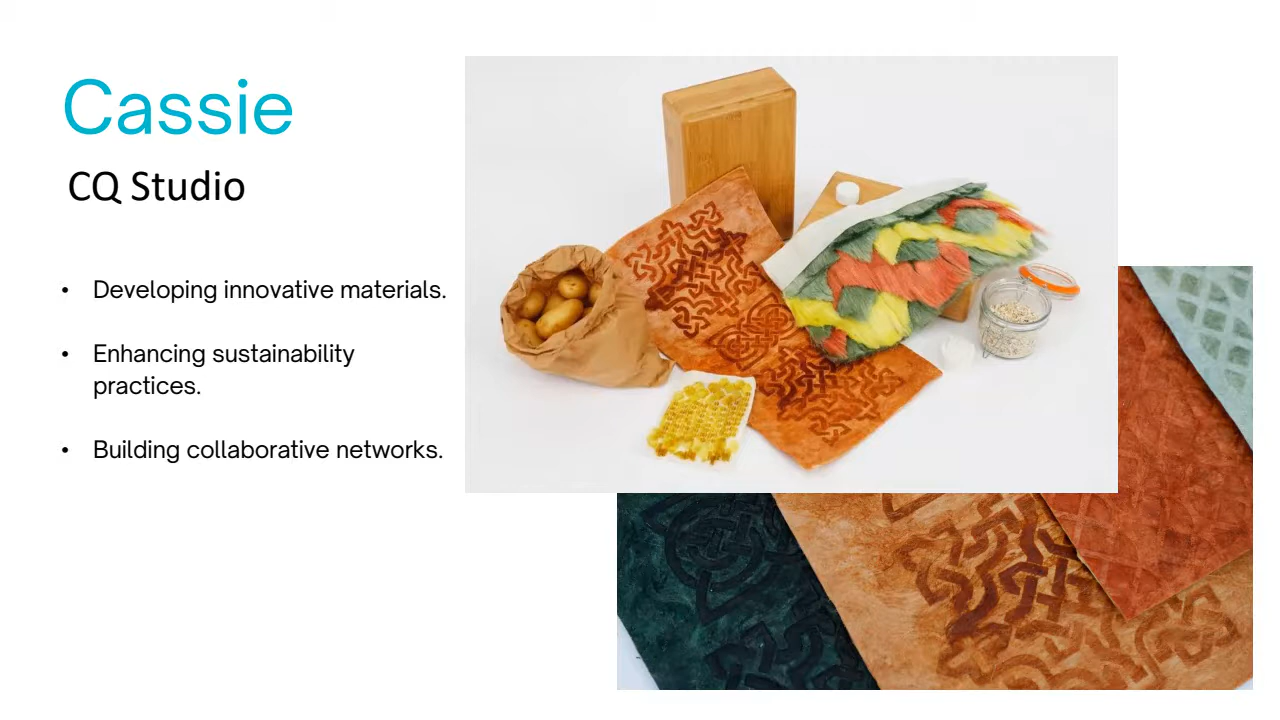 Cassie
CQ Studio
• Developing innovative materials.
• Enhancing sustainability
practices.
• Building collaborative networks.